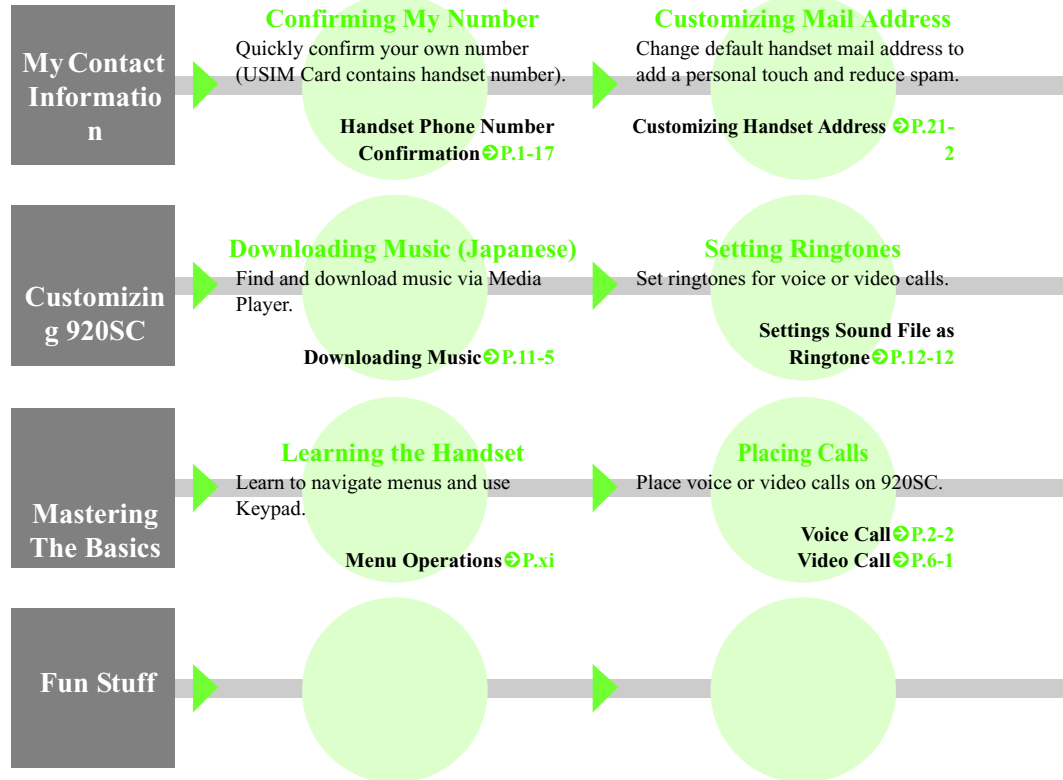 My Contact
Informatio
n
Confirming My Number
Quickly confirm your own number
(USIM Card contains handset number).
Handset Phone Number
Confirmation P.1-17
Customizing Mail Address
Change default handset mail address to
add a personal touch and reduce spam.
Customizing Handset Address P.21-
2
Customizin
g 920SC
Downloading Music (Japanese)
Find and download music via Media
Player.
Downloading Music P.11-5
Setting Ringtones
Set ringtones for voice or video calls.
Settings Sound File as
Ringtone P.12-12
Mastering
The Basics
Learning the Handset
Learn to navigate menus and use
Keypad.
Menu Operations P.xi
Placing Calls
Place voice or video calls on 920SC.
Voice Call P.2-2
Video Call P.6-1
Fun Stuff